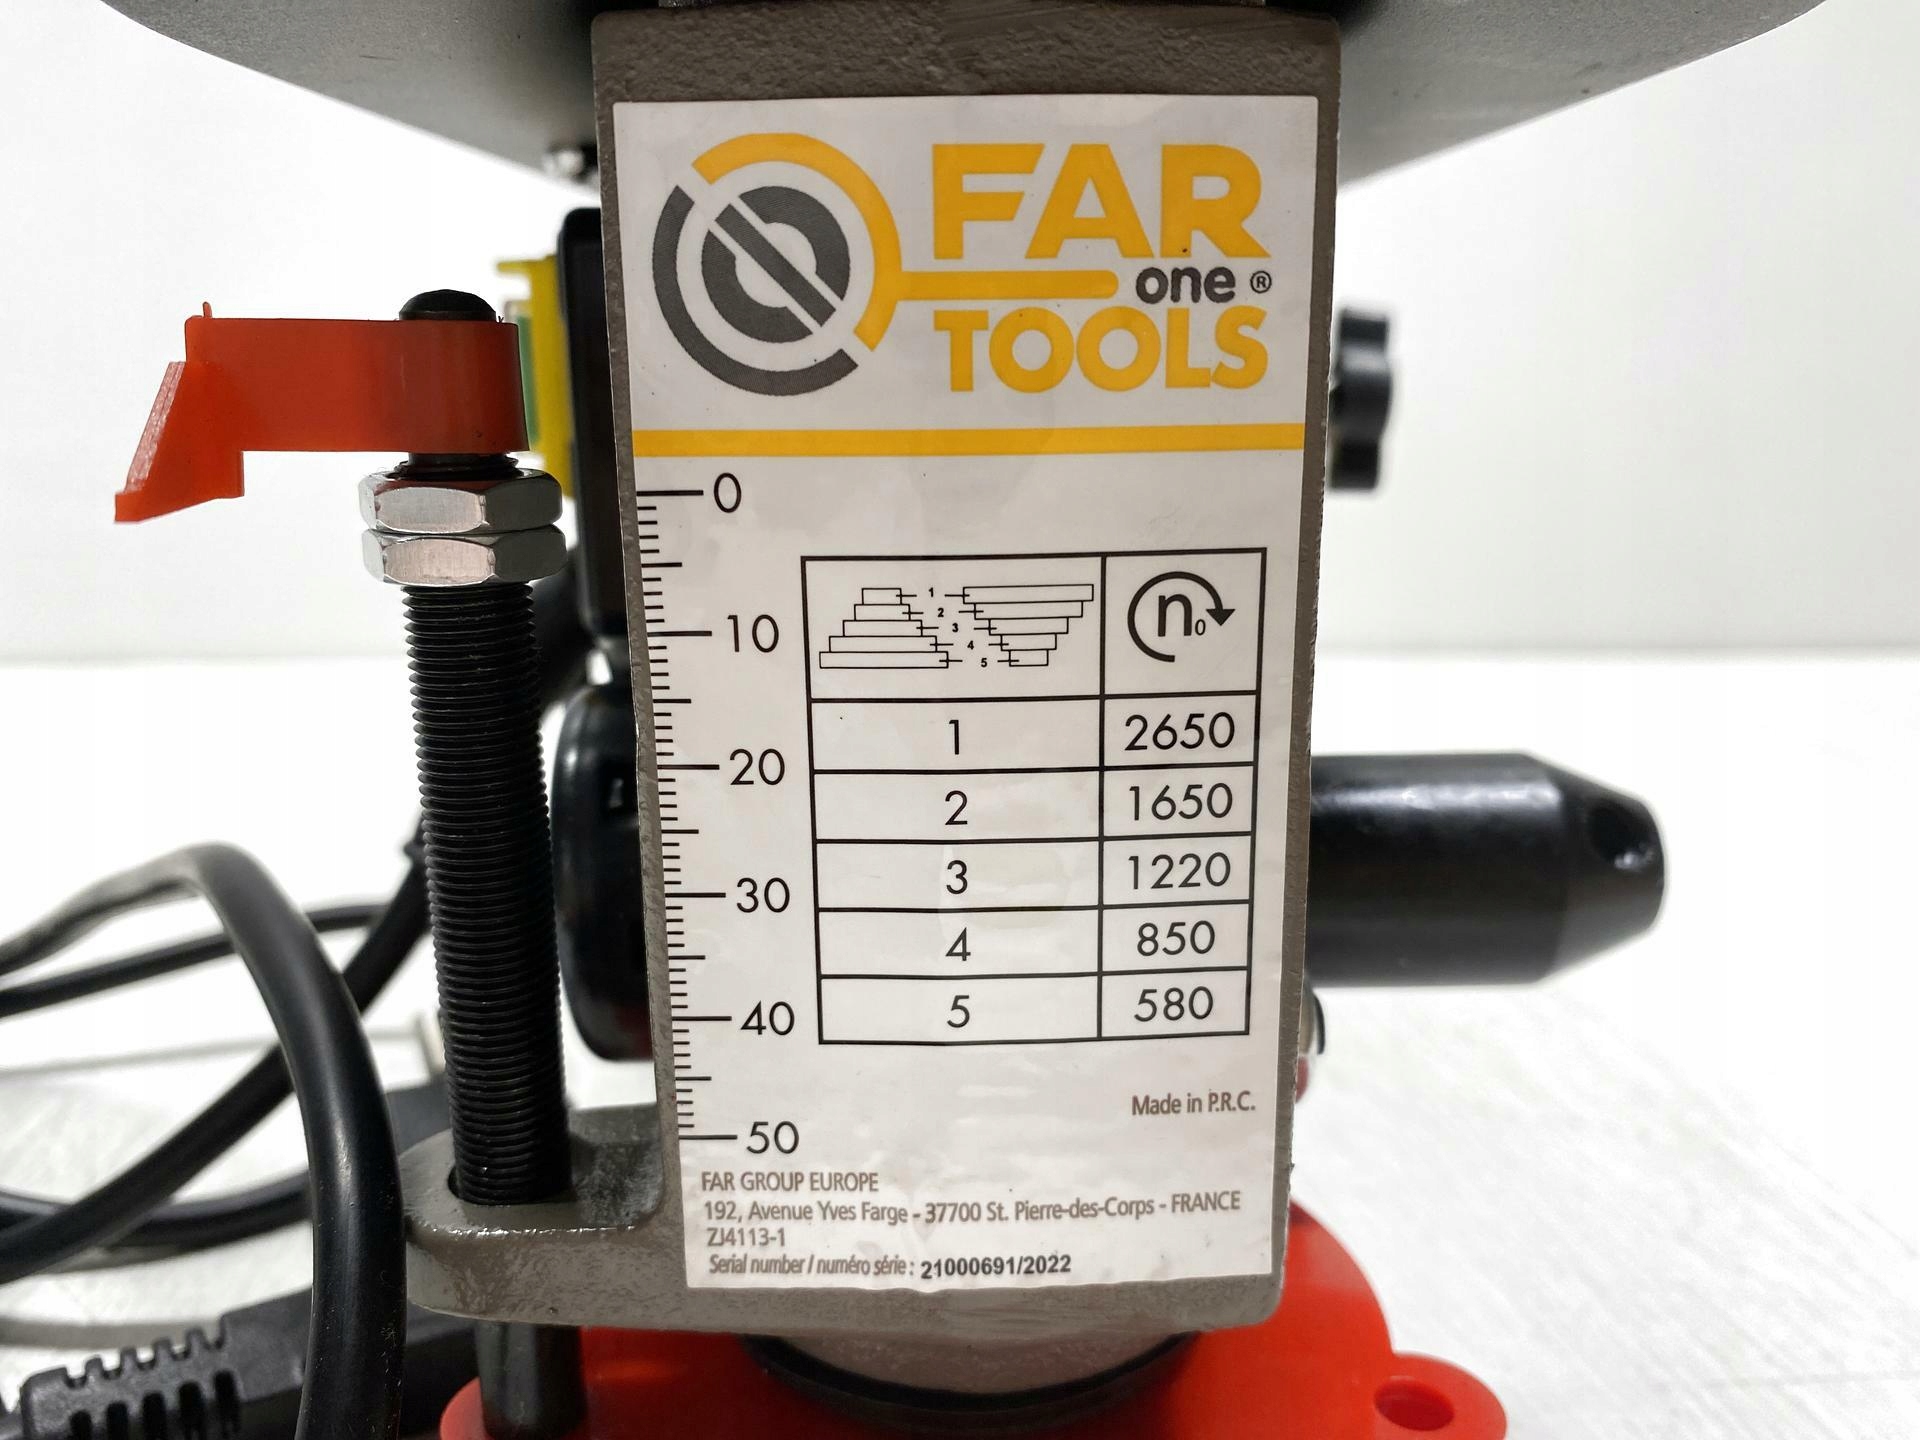 FAR
one ®
TOOLS
0
10
20
30
40
50
1
2
3
4
5
n0
1 2650
2 1650
3 1220
4 850
5 580
Made in P.R.C.
FAR GROUP EUROPE
192, Avenue Yves Farge - 37700 St. Pierre-des-Corps - FRANCE
ZJ4113-1
Serial number / numéro série : 21000691/2022